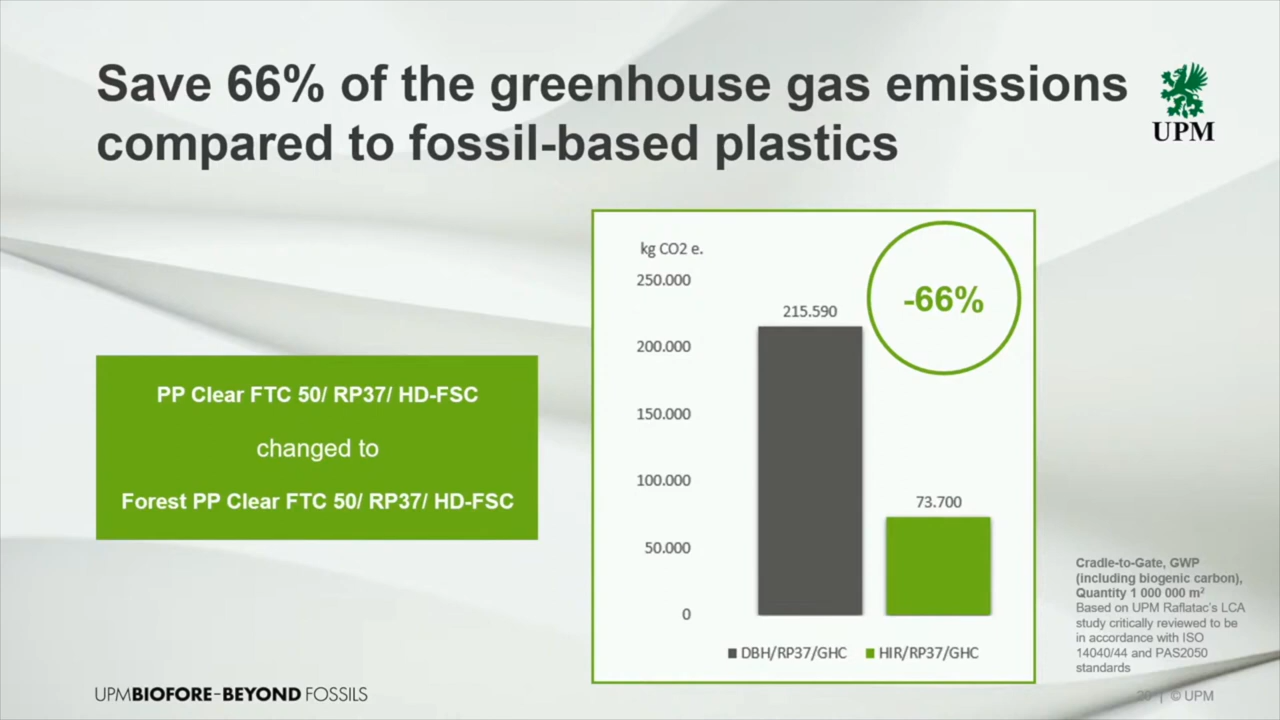 Save 66% of the greenhouse gas emissions
compared to fossil-based plastics
UPM
PP Clear FTC 50/ RP37/ HD-FSC
changed to
Forest PP Clear FTC 50/ RP37/ HD-FSC
kg CO2 e.
250.000
200.000
150.000
100.000
50.000
0
215.590
73.700
-66%
DBH/RP37/GHC
HIR/RP37/GHC
Cradle-to-Gate, GWP
(including biogenic carbon),
Quantity 1 000 000 m²
Based on UPM Raflatac's LCA
study critically reviewed to be
in accordance with ISO
14040/44 and PAS2050
standards
UPMBIOFORE–BEYOND FOSSILS
| © UPM